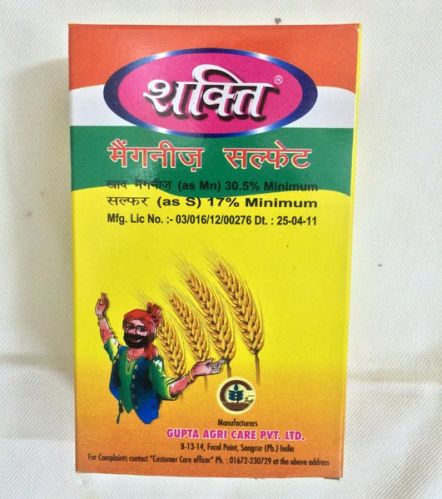 शक्ति®
मैंगनीज़ सल्फेट
खाद मैंगनीज़ (as Mn) 30.5% Minimum
सल्फर (as S) 17% Minimum
Mfg. Lic No. :- 03/016/12/00276 Dt. : 25-04-11
Manufacturers
GUPTA AGRI CARE PVT. LTD.
B-13-14, Focal Point, Sangrur (Pb.) India
For Complaints contact "Customer Care officer" Ph. : 01672-230729 at the above address